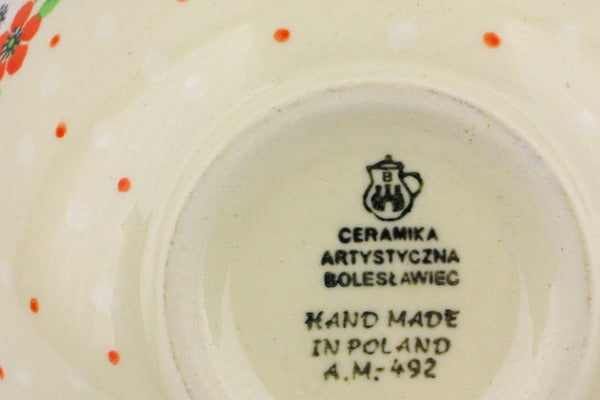 B
CERAMIKA
ARTYSTYCZNA
BOLESŁAWIEC
HAND MADE
IN POLAND
A.M.-492